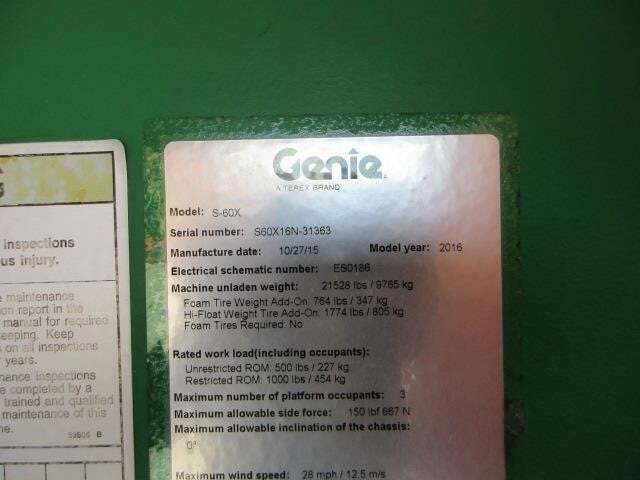 Genie
A TEREX BRAND
Model: S-60X
Serial number: S60X16N-31363
Manufacture date: 10/27/15 Model year: 2016
Electrical schematic number: ES0186
Machine unladen weight: 21528 lbs / 9765 kg
Foam Tire Weight Add-On: 764 lbs / 347 kg
Hi-Float Weight Tire Add-On: 1774 lbs / 805 kg
Foam Tires Required: No
Rated work load(including occupants):
Unrestricted ROM: 500 lbs / 227 kg
Restricted ROM: 1000 lbs / 454 kg
Maximum number of platform occupants: 3
Maximum allowable side force: 150 lbf 667 N
Maximum allowable inclination of the chassis:
0°
Maximum wind speed: 28 mph / 12.5 m/s
G
inspections
us injury.
maintenance
on report in the
manual for required
eeping. Keep
s on all inspections
years.
nance inspections
e completed by a
trained and qualified
maintenance of this
ne.
B